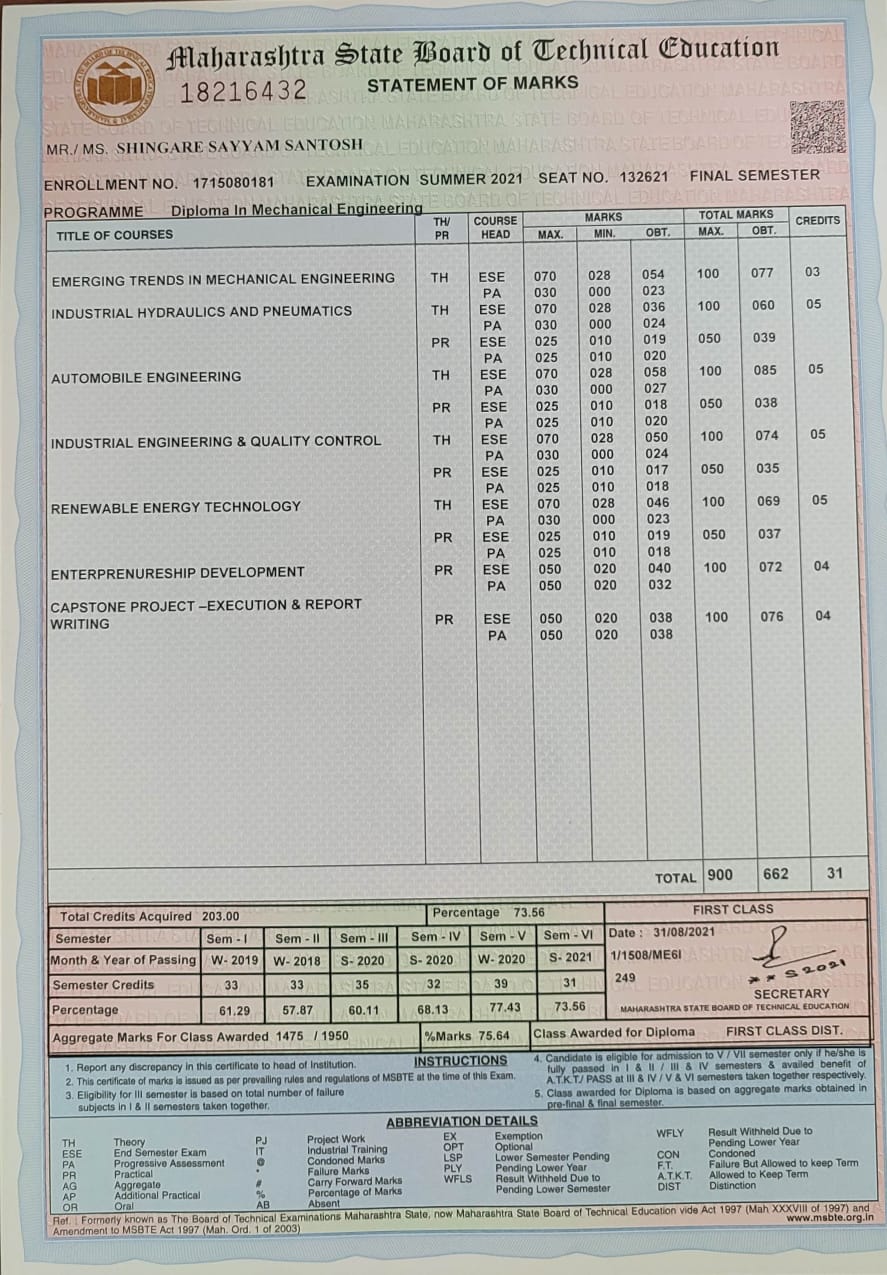 Maharashtra State Board of Technical Education
18216432 STATEMENT OF MARKS
MR./ MS. SHINGARE SAYYAM SANTOSH
ENROLLMENT NO. 1715080181 EXAMINATION SUMMER 2021 SEAT NO. 132621 FINAL SEMESTER
PROGRAMME Diploma In Mechanical Engineering
TITLE OF COURSES TH/ PR COURSE HEAD MARKS MAX. MIN. OBT. TOTAL MARKS MAX. OBT. CREDITS
EMERGING TRENDS IN MECHANICAL ENGINEERING TH ESE 070 028 054 100 077 03
PA 030 000 023
INDUSTRIAL HYDRAULICS AND PNEUMATICS TH ESE 070 028 036 100 060 05
PA 030 000 024
PR ESE 025 010 019 050 039
PA 025 010 020
AUTOMOBILE ENGINEERING TH ESE 070 028 058 100 085 05
PA 030 000 027
PR ESE 025 010 018 050 038
PA 025 010 020
INDUSTRIAL ENGINEERING & QUALITY CONTROL TH ESE 070 028 050 100 074 05
PA 030 000 024
PR ESE 025 010 017 050 035
PA 025 010 018
RENEWABLE ENERGY TECHNOLOGY TH ESE 070 028 046 100 069 05
PA 030 000 023
PR ESE 025 010 019 050 037
PA 025 010 018
ENTERPRENURESHIP DEVELOPMENT PR ESE 050 020 040 100 072 04
PA 050 020 032
CAPSTONE PROJECT –EXECUTION & REPORT
WRITING PR ESE 050 020 038 100 076 04
PA 050 020 038
TOTAL 900 662 31
Total Credits Acquired 203.00 Percentage 73.56 FIRST CLASS
Semester Sem - I Sem - II Sem - III Sem - IV Sem - V Sem - VI Date : 31/08/2021
Month & Year of Passing W- 2019 W- 2018 S- 2020 S- 2020 W- 2020 S- 2021 1/1508/ME6I
Semester Credits 33 33 35 32 39 31 249
** S2021
SECRETARY
Percentage 61.29 57.87 60.11 68.13 77.43 73.56 MAHARASHTRA STATE BOARD OF TECHNICAL EDUCATION
Aggregate Marks For Class Awarded 1475 / 1950 %Marks 75.64 Class Awarded for Diploma FIRST CLASS DIST.
INSTRUCTIONS
1. Report any discrepancy in this certificate to head of Institution.
2. This certificate of marks is issued as per prevailing rules and regulations of MSBTE at the time of this Exam.
3. Eligibility for III semester is based on total number of failure
subjects in I & II semesters taken together.
4. Candidate is eligible for admission to V / VII semester only if he/she is
fully passed in I & II / III & IV semesters & availed benefit of
A.T.K.T./ PASS at III & IV / V & VI semesters taken together respectively.
5. Class awarded for Diploma is based on aggregate marks obtained in
pre-final & final semester.
ABBREVIATION DETAILS
TH Theory PJ Project Work EX Exemption WFLY Result Withheld Due to
Pending Lower Year
ESE End Semester Exam IT Industrial Training OPT Optional
PA Progressive Assessment @ Condoned Marks LSP Lower Semester Pending CON Condoned
PR Practical * Failure Marks PLY Pending Lower Year F.T. Failure But Allowed to keep Term
AG Aggregate # Carry Forward Marks WFLS Result Withheld Due to A.T.K.T. Allowed to Keep Term
AP Additional Practical % Percentage of Marks Pending Lower Semester DIST Distinction
OR Oral AB Absent
Ref. : Formerly known as The Board of Technical Examinations Maharashtra State, now Maharashtra State Board of Technical Education vide Act 1997 (Mah XXXVIII of 1997) and
Amendment to MSBTE Act 1997 (Mah. Ord. 1 of 2003) www.msbte.org.in